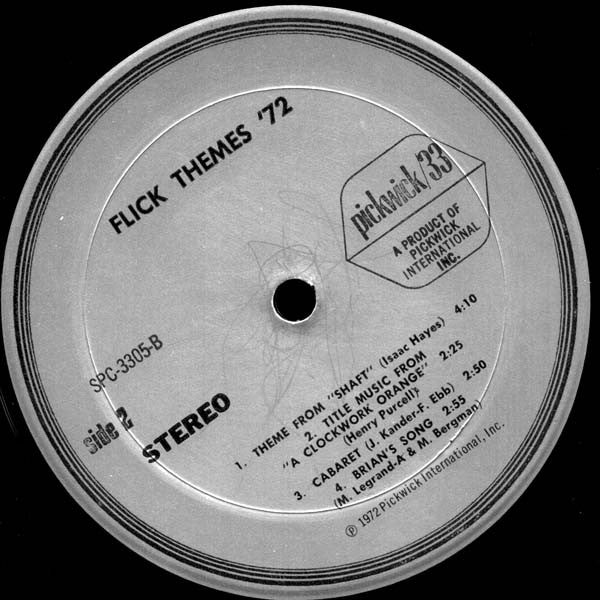 FLICK THEMES '72
pickwick/33
A PRODUCT OF
PICKWICK
INTERNATIONAL
INC.
SPC-3305-B
side 2
STEREO
1. THEME FROM "SHAFT" (Isaac Hayes) 4:10
2. TITLE MUSIC FROM
"A CLOCKWORK ORANGE" 2:25
(Henry Purcell)
3. CABARET (J. Kander-F. Ebb) 2:50
4. BRIAN'S SONG 2:55
(M. Legrand-A & M. Bergman)
℗ 1972 Pickwick International, Inc.